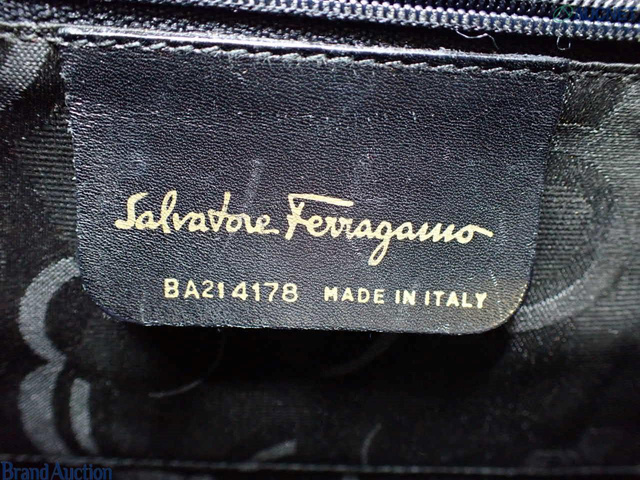 Salvatore Ferragamo
BA214178 MADE IN ITALY
Brand Auction